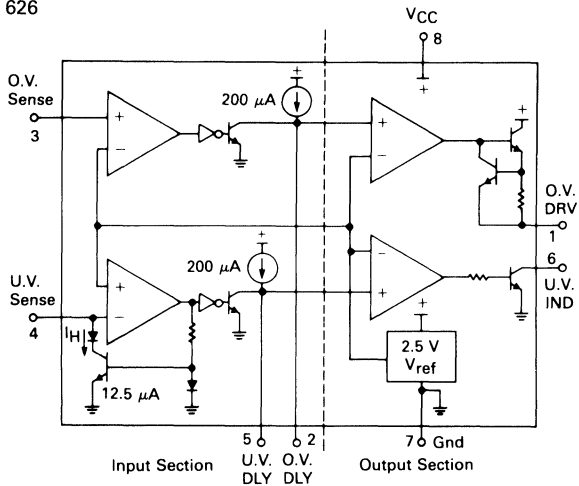 626
VCC
8
O.V.
Sense
3
200 μA
+
+
+
−
+
−
+
O.V.
DRV
1
U.V.
Sense
4
+
−
200 μA
+
−
+
6
U.V.
IND
+
IH
12.5 μA
2.5 V
Vref
5
2
7 Gnd
U.V.
DLY
O.V.
DLY
Input Section
Output Section